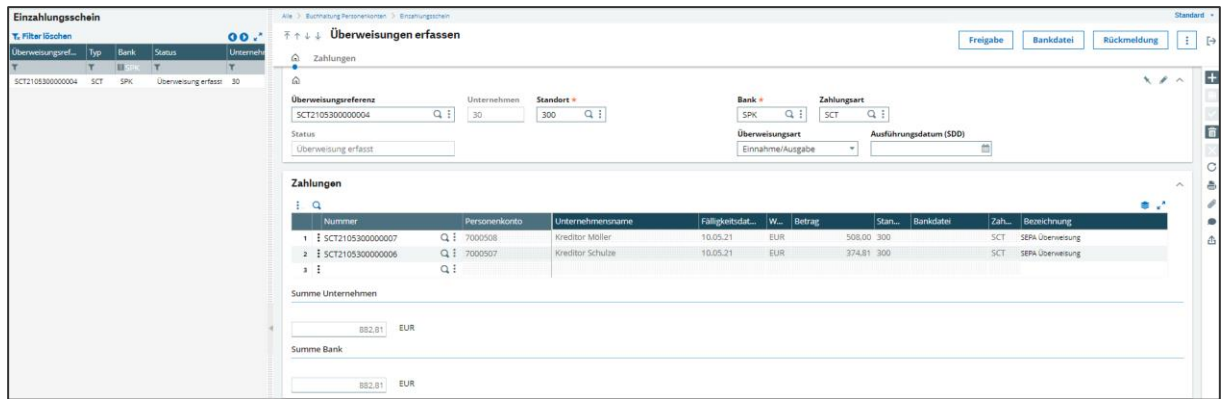 Einzahlungsschein
Filter löschen
Überweisungsref... Typ Bank Status Unternehm
SPK
SCT2105300000004 SCT SPK Überweisung erfasst 30
Alle > Buchhaltung Personenkonten > Einzahlungsschein
Standard
Überweisungen erfassen
Freigabe Bankdatei Rückmeldung
Zahlungen
Überweisungsreferenz Unternehmen Standort * Bank * Zahlungsart
SCT2105300000004 30 300 SPK SCT
Status Überweisungsart Ausführungsdatum (SDD)
Überweisung erfasst Einnahme/Ausgabe
Zahlungen
Nummer Personenkonto Unternehmensname Fälligkeitsdat... W... Betrag Stan... Bankdatei Zah... Bezeichnung
1 SCT2105300000007 7000508 Kreditor Möller 10.05.21 EUR 508,00 300 SCT SEPA Überweisung
2 SCT2105300000006 7000507 Kreditor Schulze 10.05.21 EUR 374,81 300 SCT SEPA Überweisung
3
Summe Unternehmen
882,81 EUR
Summe Bank
882,81 EUR